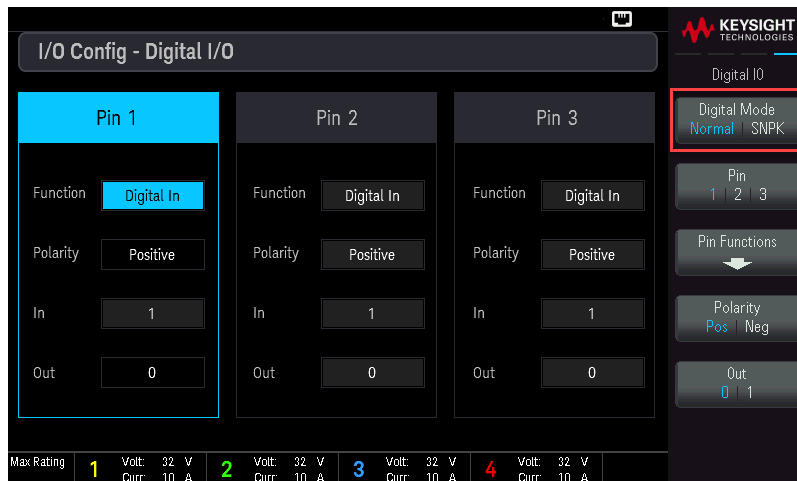 KEYSIGHT
TECHNOLOGIES
I/O Config - Digital I/O
Digital IO
Pin 1 Pin 2 Pin 3
Digital Mode
Normal | SNPK
Function Digital In Function Digital In Function Digital In
Pin
1 | 2 | 3
Polarity Positive Polarity Positive Polarity Positive
Pin Functions
In 1 In 1 In 1
Polarity
Pos | Neg
Out 0 Out 0 Out 0
Out
0 | 1
Max Rating 1 Volt: 32 V 2 Volt: 32 V 3 Volt: 32 V 4 Volt: 32 V
Curr: 10 A Curr: 10 A Curr: 10 A Curr: 10 A